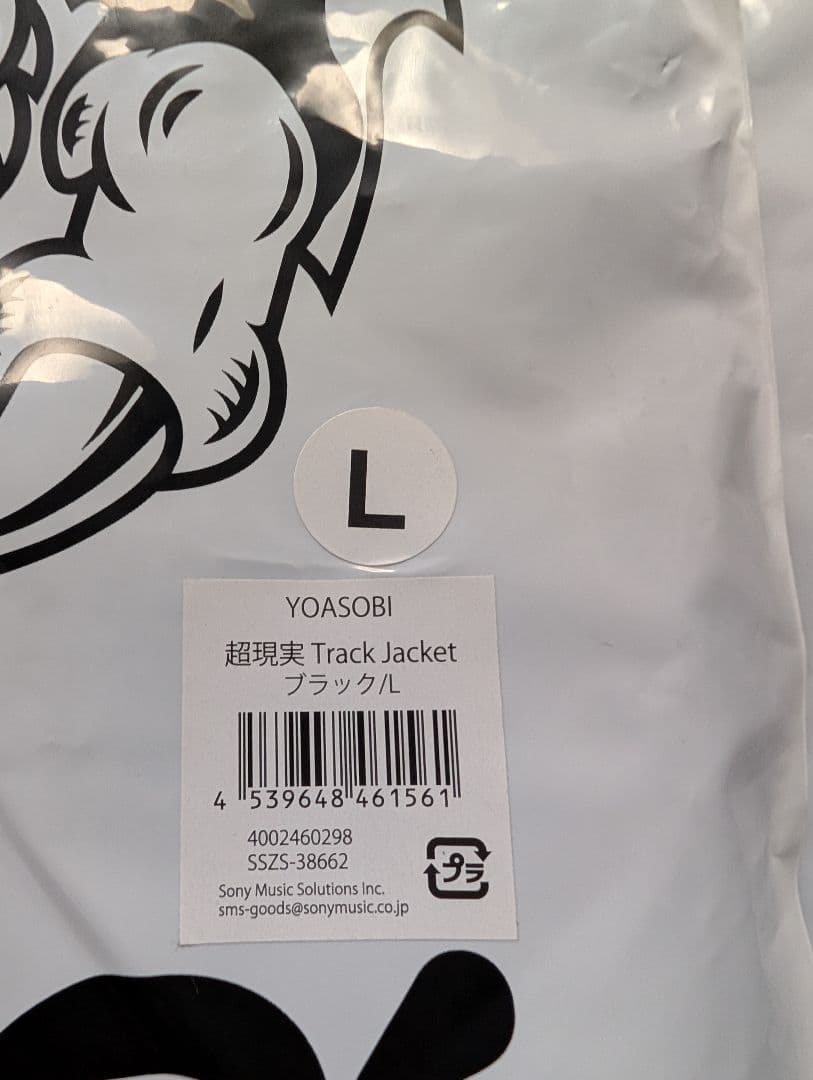 L
YOASOBI
超現実 Track Jacket
ブラック/L
4 539648 461561
4002460298
SSZS-38662
プラ
Sony Music Solutions Inc.
sms-goods@sonymusic.co.jp